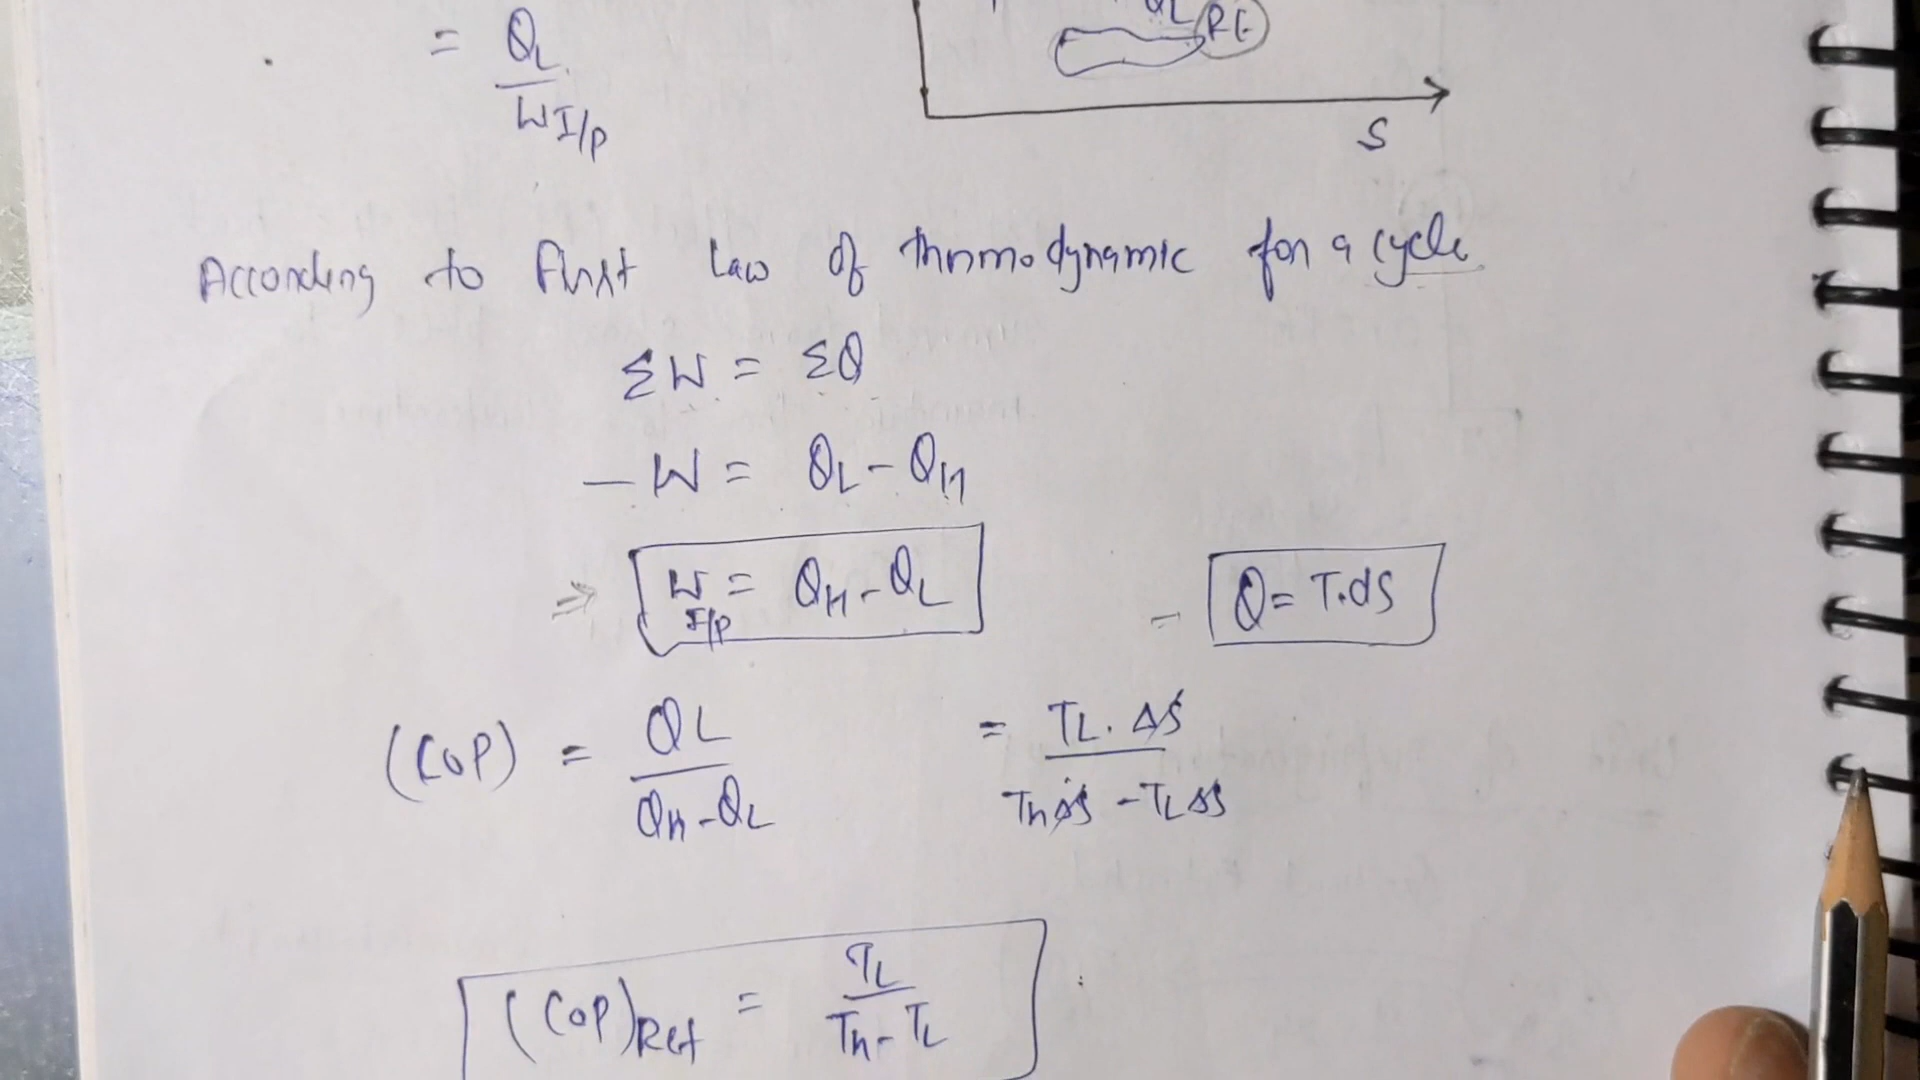 = QL / WI/P
QL RE
S
According to First Law of thermodynamic for a cycle
ΣW = ΣQ
-W = QL - QH
⇒ W I/P = QH - QL
- Q = T.dS
(COP) = QL / QH - QL = TL . ΔS / TH ΔS - TL ΔS
(COP)Ref = TL / TH - TL